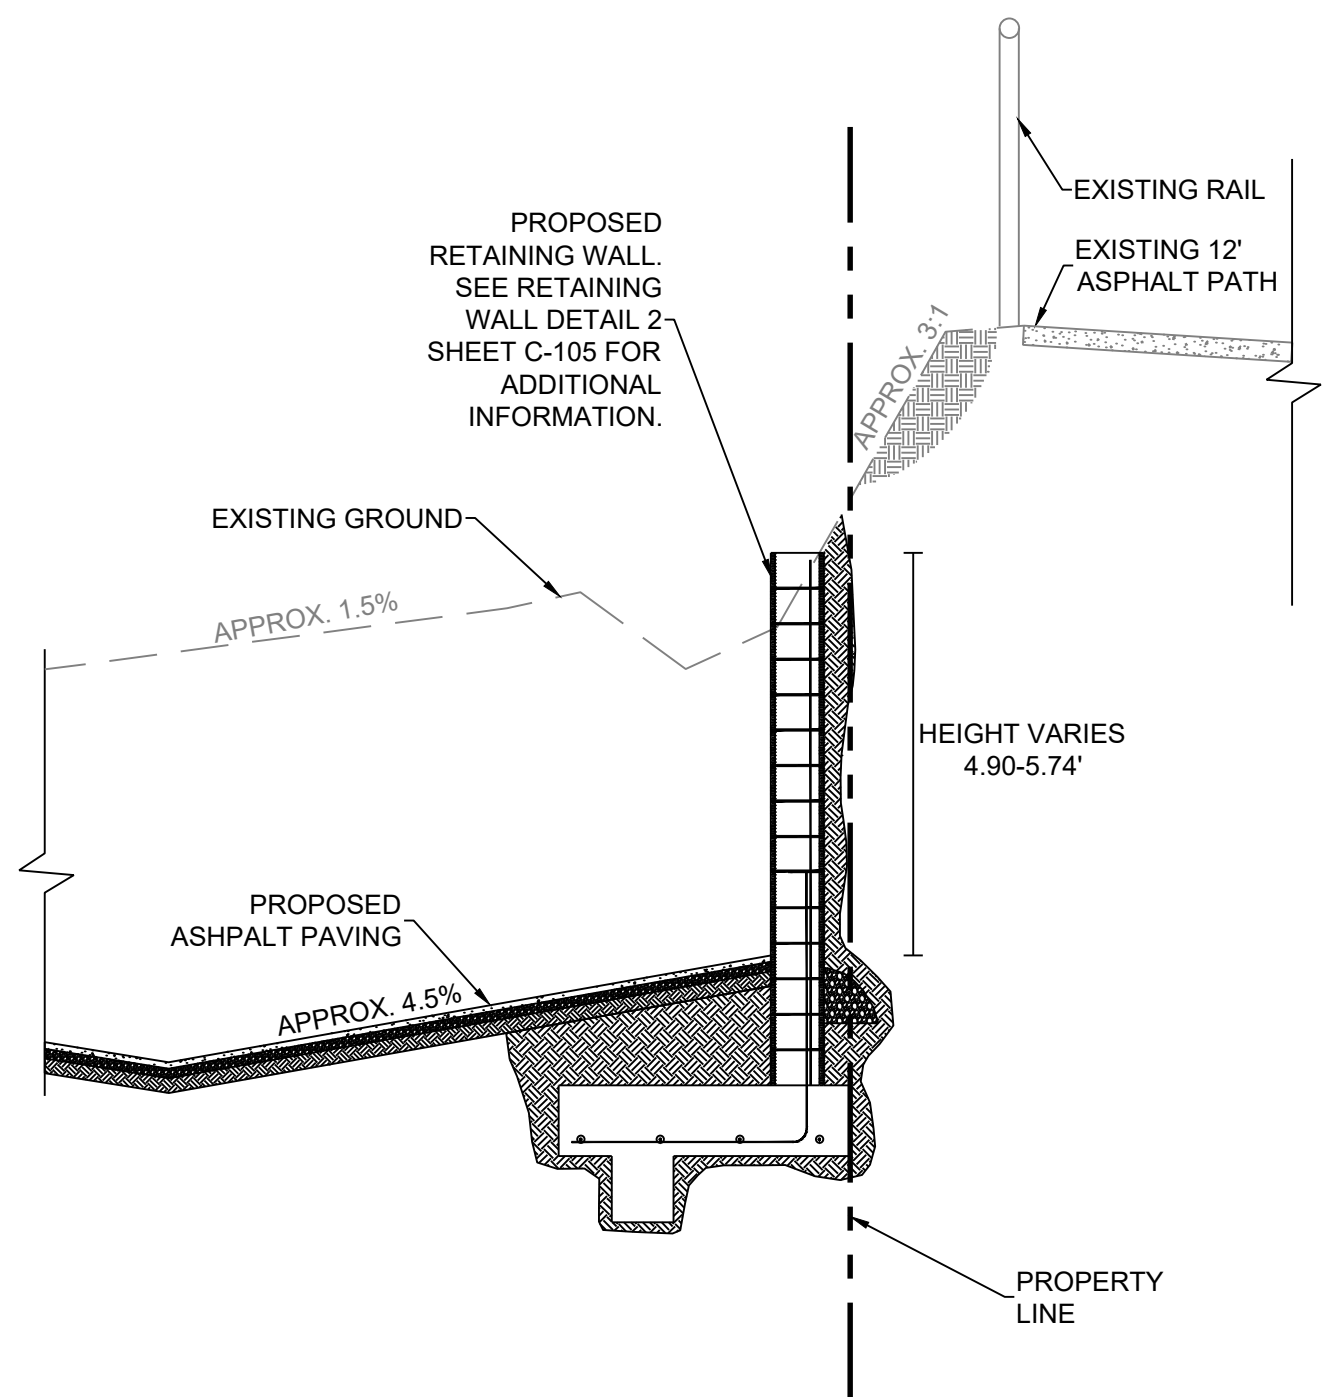 EXISTING RAIL
EXISTING 12'
ASPHALT PATH
PROPOSED
RETAINING WALL.
SEE RETAINING
WALL DETAIL 2
SHEET C-105 FOR
ADDITIONAL
INFORMATION.
APPROX. 3:1
EXISTING GROUND
APPROX. 1.5%
HEIGHT VARIES
4.90-5.74'
PROPOSED
ASHPALT PAVING
APPROX. 4.5%
PROPERTY
LINE